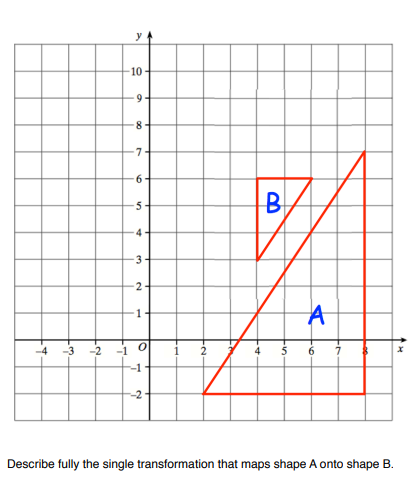 y
10
9
8
7
6
B
5
4
3
2
1
A
-4 -3 -2 -1 O 1 2 3 4 5 6 7 8 x
-1
-2
Describe fully the single transformation that maps shape A onto shape B.